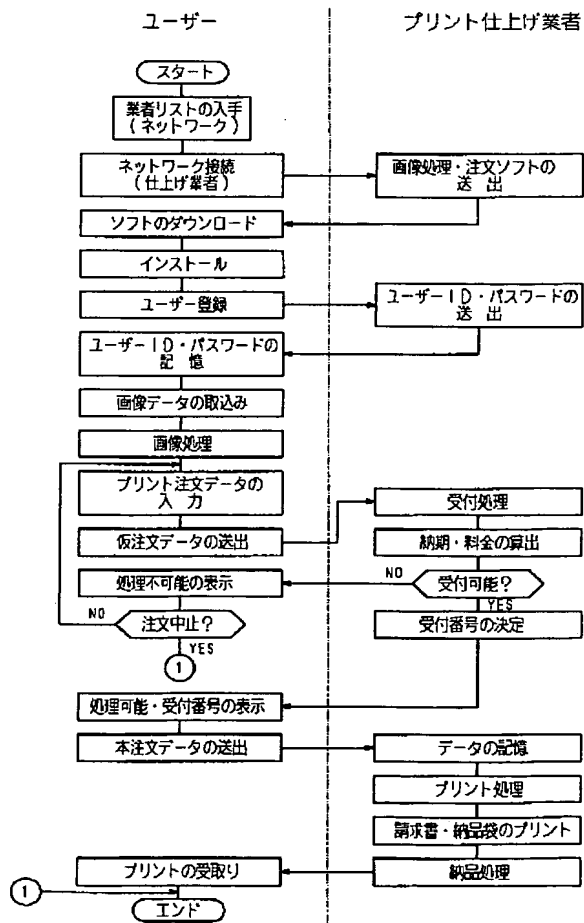 ユーザー
プリント仕上げ業者
スタート
業者リストの入手
(ネットワーク)
ネットワーク接続
(仕上げ業者)
画像処理・注文ソフトの
送 出
ソフトのダウンロード
インストール
ユーザー登録
ユーザーID・パスワードの
送 出
ユーザーID・パスワードの
記 憶
画像データの取込み
画像処理
プリント注文データの
入 力
受付処理
仮注文データの送出
納期・料金の算出
処理不可能の表示
NO
受付可能?
YES
NO
注文中止?
受付番号の決定
YES
1
処理可能・受付番号の表示
本注文データの送出
データの記憶
プリント処理
請求書・納品袋のプリント
プリントの受取り
納品処理
1
エンド